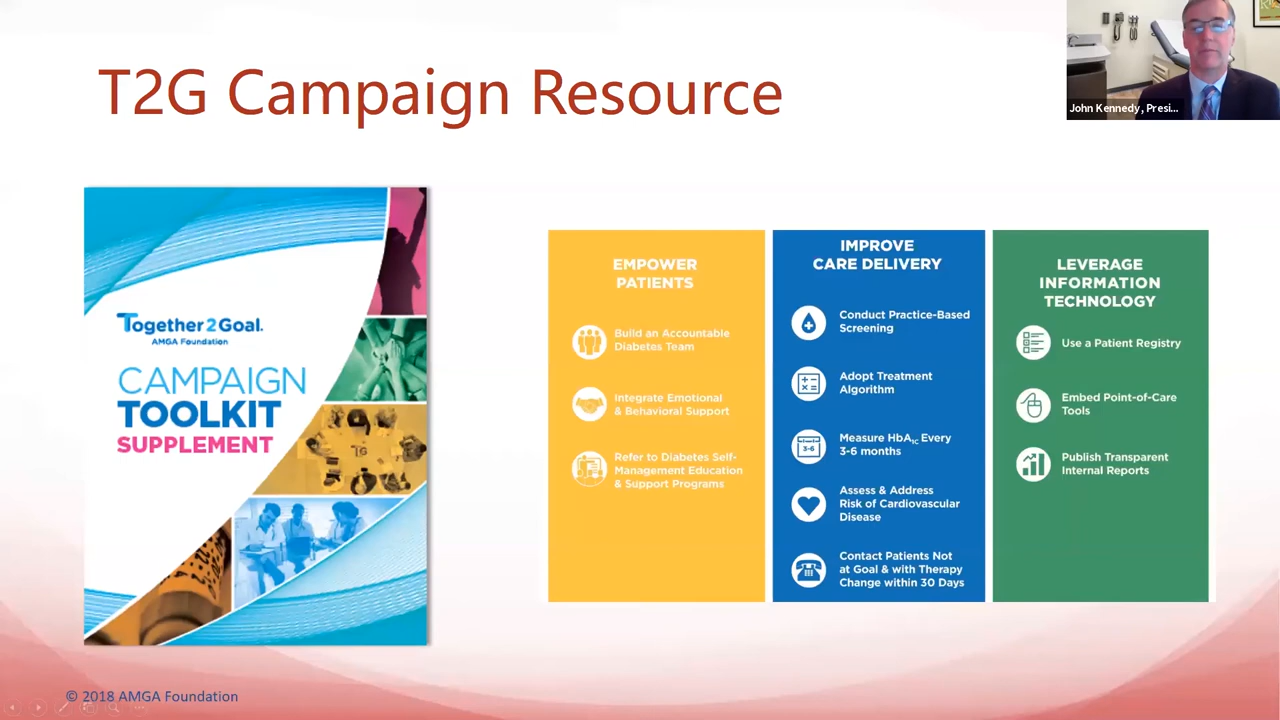 T2G Campaign Resource
John Kennedy, Presi...
Together2Goal.
AMGA Foundation
CAMPAIGN
TOOLKIT
SUPPLEMENT
EMPOWER
PATIENTS
Build an Accountable
Diabetes Team
Integrate Emotional
& Behavioral Support
Refer to Diabetes Self-
Management Education
& Support Programs
IMPROVE
CARE DELIVERY
Conduct Practice-Based
Screening
Adopt Treatment
Algorithm
3-6
Measure HbA1C Every
3-6 months
Assess & Address
Risk of Cardiovascular
Disease
Contact Patients Not
at Goal & with Therapy
Change within 30 Days
LEVERAGE
INFORMATION
TECHNOLOGY
Use a Patient Registry
Embed Point-of-Care
Tools
Publish Transparent
Internal Reports
© 2018 AMGA Foundation